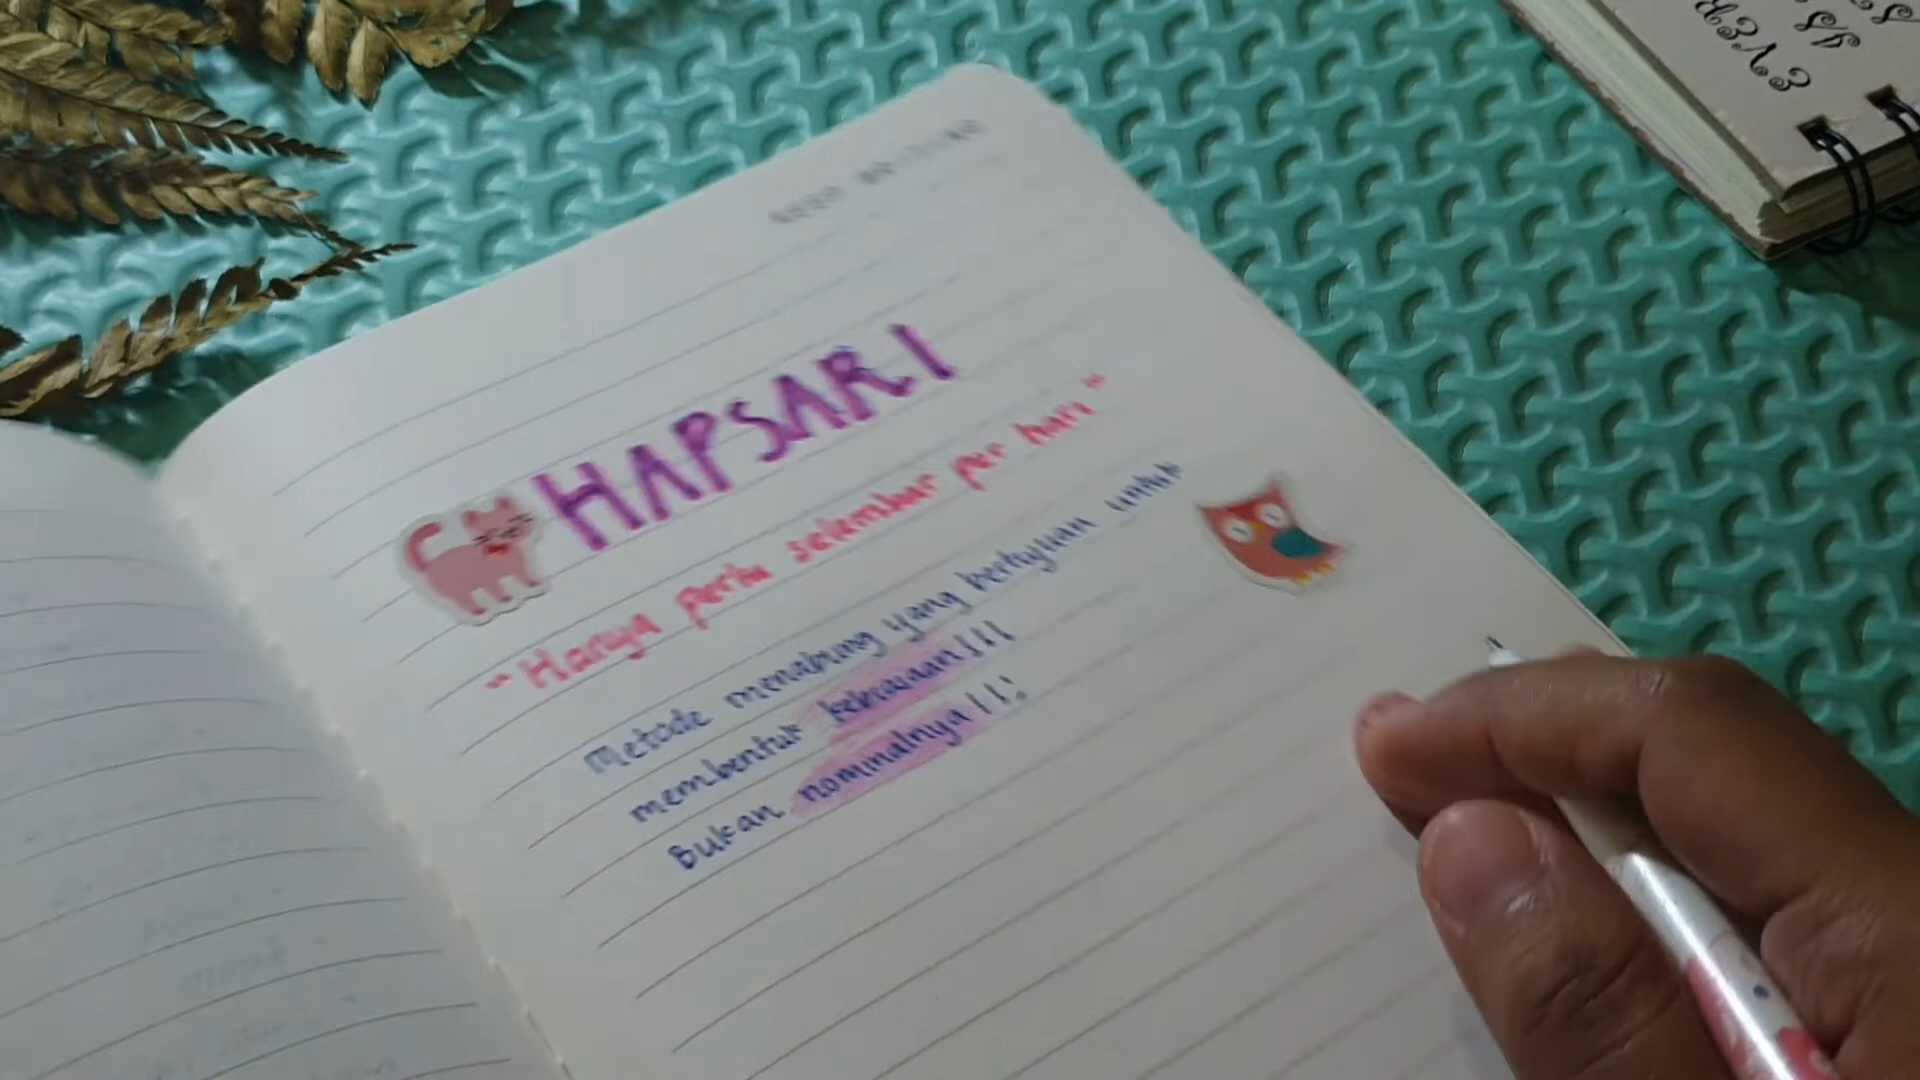 HAPSARI
"Hanya perlu selembar per hari"
Metode menabung yang bertujuan untuk
membentuk kebiasaan!!!
Bukan nominalnya!!!